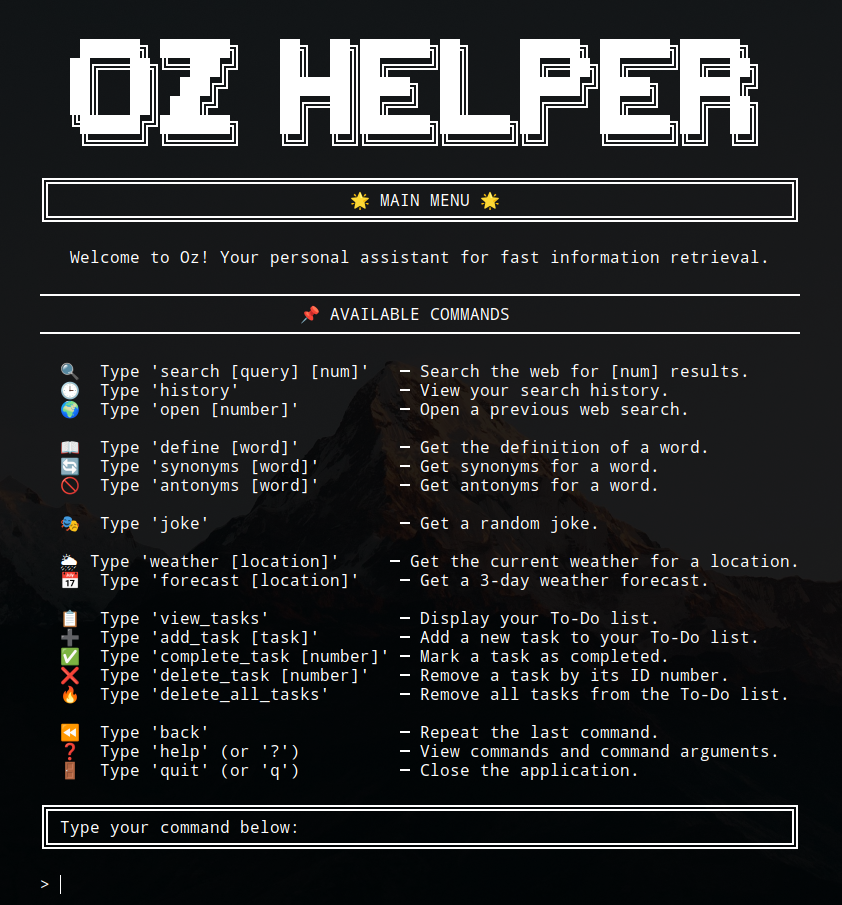 OZ HELPER
🌟 MAIN MENU 🌟
Welcome to Oz! Your personal assistant for fast information retrieval.
📌 AVAILABLE COMMANDS
🔍 Type 'search [query] [num]' — Search the web for [num] results.
🕒 Type 'history' — View your search history.
🌍 Type 'open [number]' — Open a previous web search.
📖 Type 'define [word]' — Get the definition of a word.
🔄 Type 'synonyms [word]' — Get synonyms for a word.
🚫 Type 'antonyms [word]' — Get antonyms for a word.
🎭 Type 'joke' — Get a random joke.
🌦 Type 'weather [location]' — Get the current weather for a location.
📅 Type 'forecast [location]' — Get a 3-day weather forecast.
📋 Type 'view_tasks' — Display your To-Do list.
➕ Type 'add_task [task]' — Add a new task to your To-Do list.
✅ Type 'complete_task [number]' — Mark a task as completed.
❌ Type 'delete_task [number]' — Remove a task by its ID number.
🔥 Type 'delete_all_tasks' — Remove all tasks from the To-Do list.
⏪ Type 'back' — Repeat the last command.
❓ Type 'help' (or '?') — View commands and command arguments.
🚪 Type 'quit' (or 'q') — Close the application.
Type your command below:
>